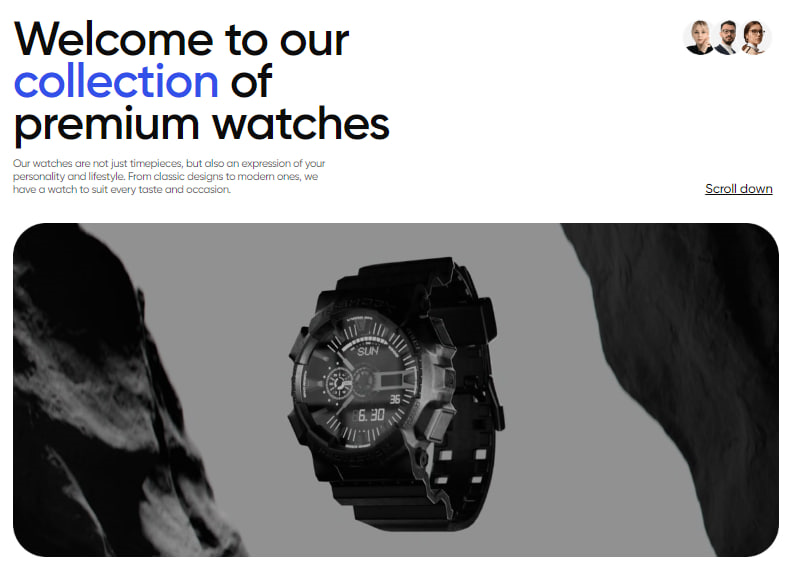 Welcome to our
collection of
premium watches
Our watches are not just timepieces, but also an expression of your
personality and lifestyle. From classic designs to modern ones, we
have a watch to suit every taste and occasion.
Scroll down
SUN
36
6:30